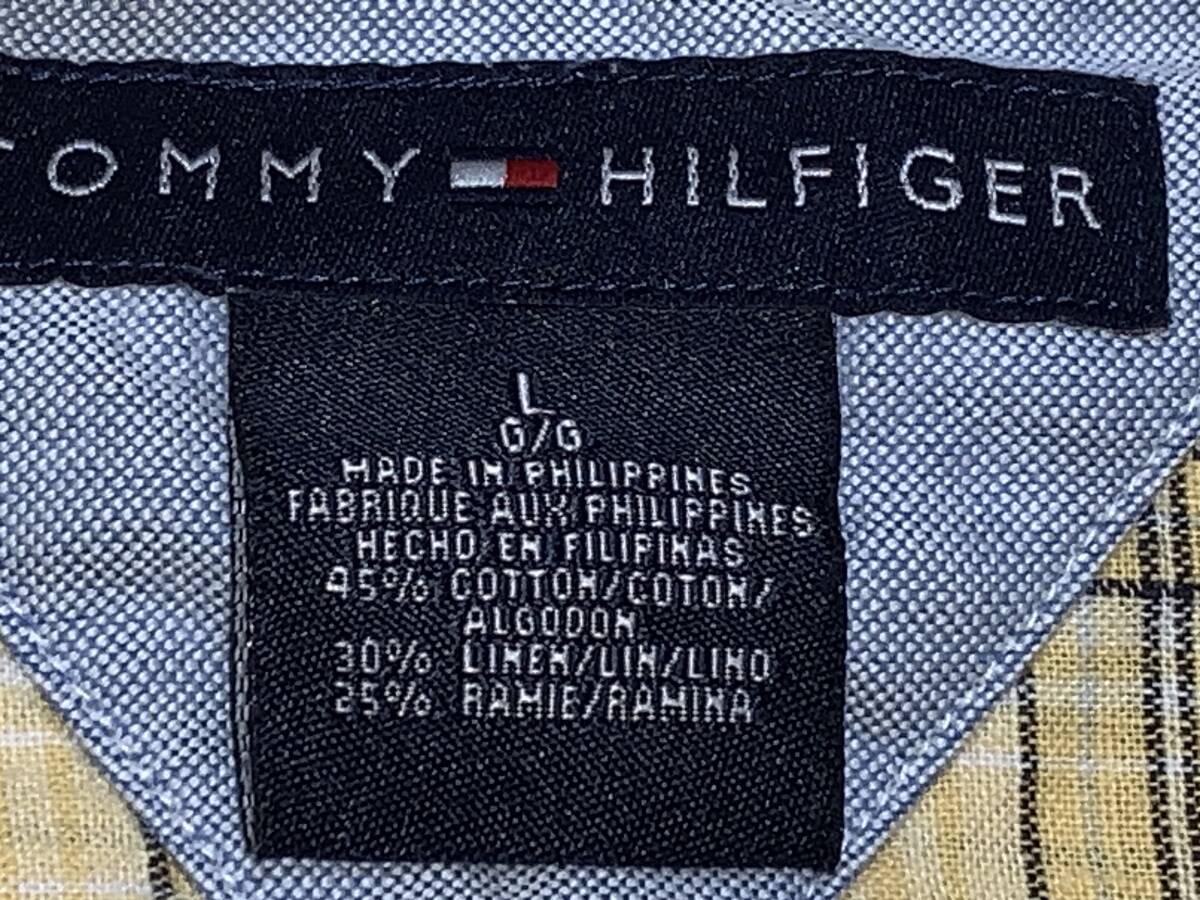 TOMMY HILFIGER
L
G/G
MADE IN PHILIPPINES
FABRIQUE AUX PHILIPPINES
HECHO EN FILIPINAS
45% COTTON/COTON/
ALGODON
30% LINEN/LIN/LINO
25% RAMIE/RAMINA